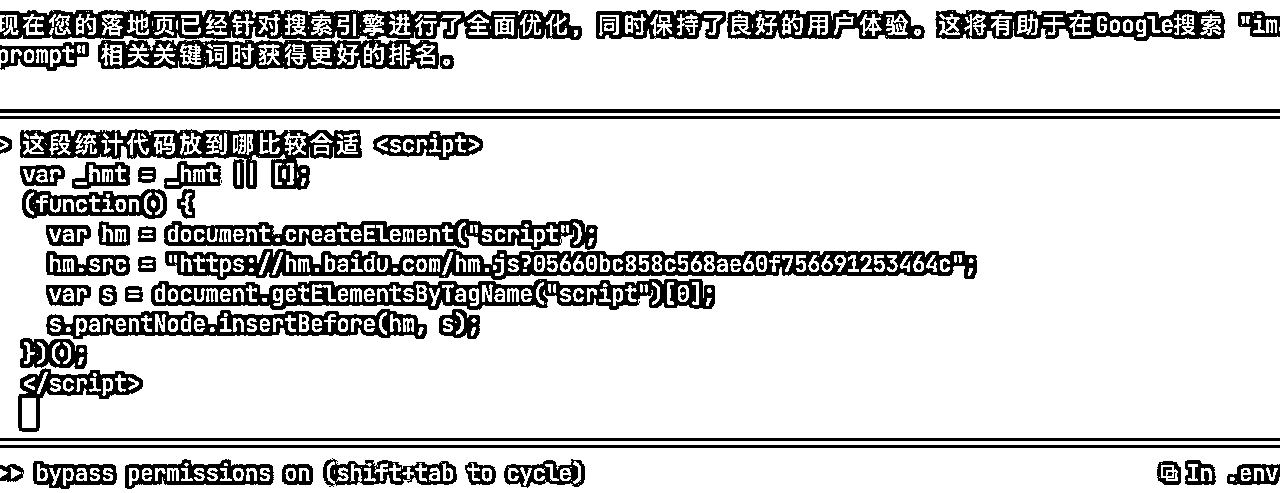 现在您的落地页已经针对搜索引擎进行了全面优化，同时保持了良好的用户体验。这将有助于在Google搜索 "im
prompt" 相关关键词时获得更好的排名。
> 这段统计代码放到哪比较合适 <script>
var _hmt = _hmt || [];
(function() {
var hm = document.createElement("script");
hm.src = "https://hm.baidu.com/hm.js?05660bc858c568ae60f756691253464c";
var s = document.getElementsByTagName("script")[0];
s.parentNode.insertBefore(hm, s);
})();
</script>
>> bypass permissions on (shift+tab to cycle) ⧉ In .env